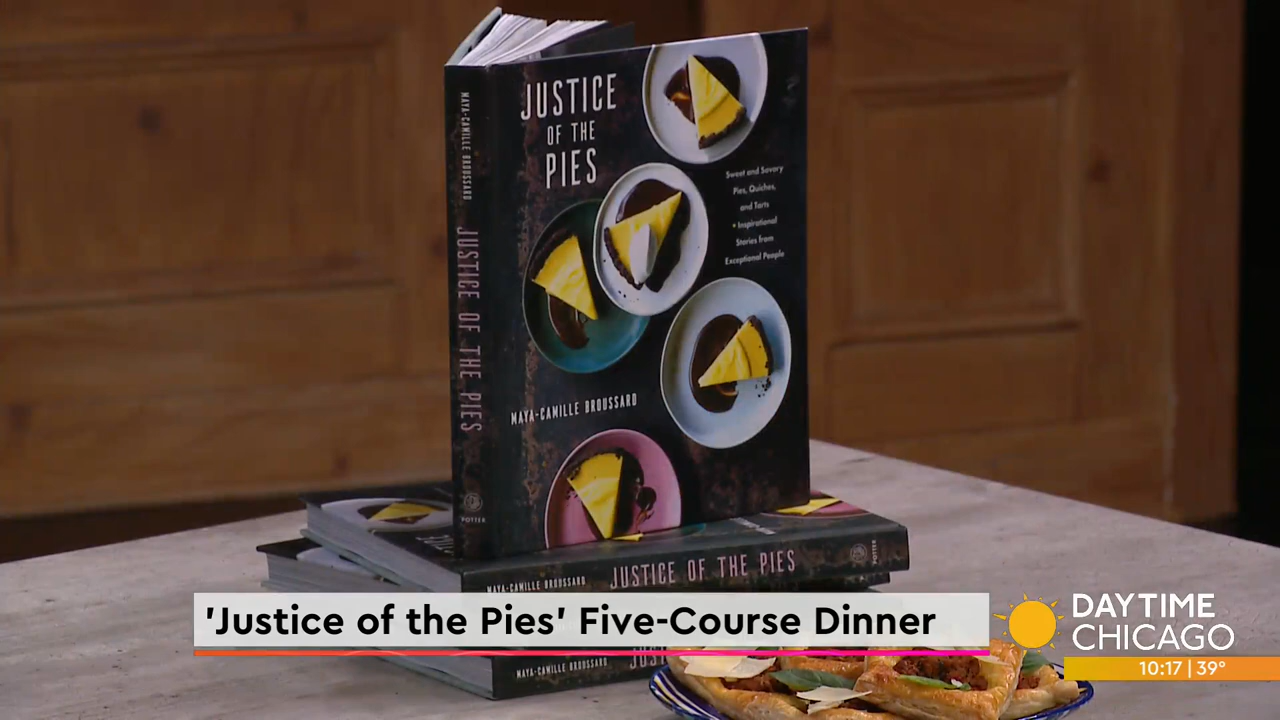 JUSTICE
OF THE
PIES
Sweet and Savory
Pies, Quiches,
and Tarts
• Inspirational
Stories from
Exceptional People
MAYA-CAMILLE BROUSSARD
MAYA-CAMILLE BROUSSARD
JUSTICE OF THE PIES
POTTER
MAYA-CAMILLE BROUSSARD JUSTICE OF THE PIES POTTER
'Justice of the Pies' Five-Course Dinner
MAYA-CAMILLE BROUSSARD
DAYTIME
CHICAGO
10:17 | 39°